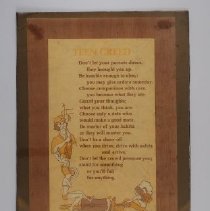 TEEN CREED
Don't let your parents down,
they brought you up.
Be humble enough to obey
you may give orders someday.
Choose companions with care
you become what they are.
Guard your thoughts
what you think, you are.
Choose only a date who
would make a good mate.
Be master of your habits
or they will master you.
Don't be a show-off
when you drive, drive with safety
and arrive.
Don't let the crowd pressure you;
stand for something
or you'll fall
for anything.